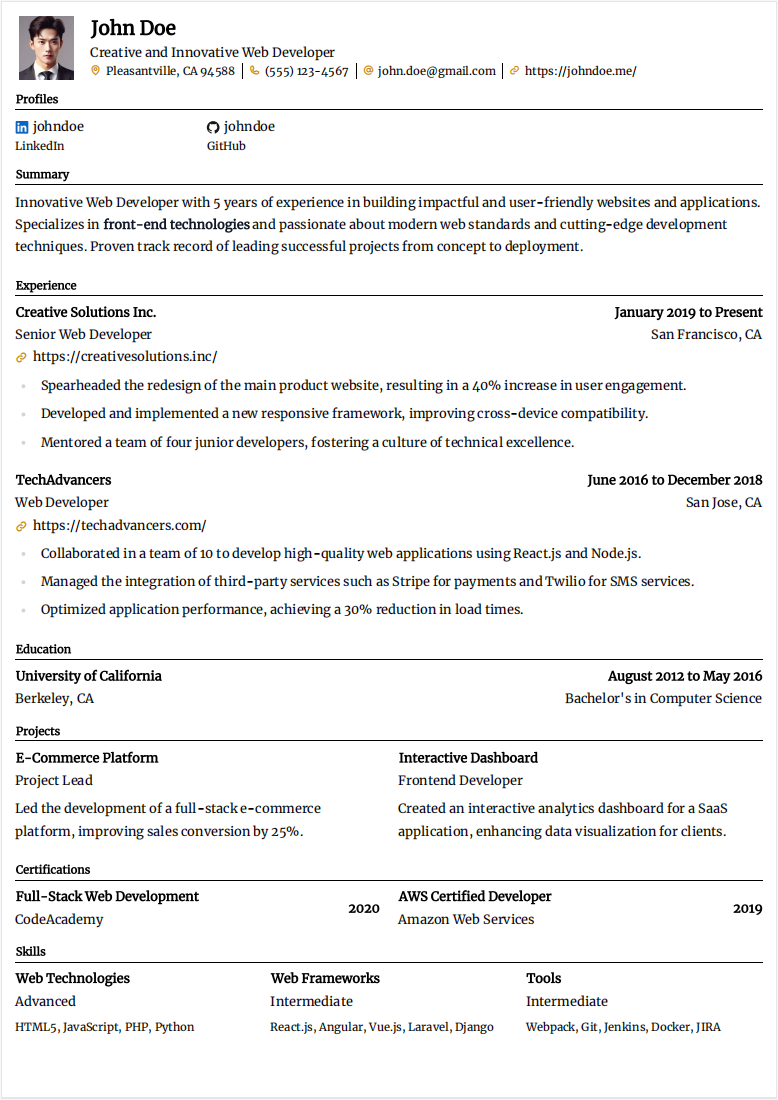 John Doe
Creative and Innovative Web Developer
Pleasantville, CA 94588 | (555) 123-4567 | john.doe@gmail.com | https://johndoe.me/
Profiles
johndoe johndoe
LinkedIn GitHub
Summary
Innovative Web Developer with 5 years of experience in building impactful and user-friendly websites and applications.
Specializes in front-end technologies and passionate about modern web standards and cutting-edge development
techniques. Proven track record of leading successful projects from concept to deployment.
Experience
Creative Solutions Inc. January 2019 to Present
Senior Web Developer San Francisco, CA
https://creativesolutions.inc/
• Spearheaded the redesign of the main product website, resulting in a 40% increase in user engagement.
• Developed and implemented a new responsive framework, improving cross-device compatibility.
• Mentored a team of four junior developers, fostering a culture of technical excellence.
TechAdvancers June 2016 to December 2018
Web Developer San Jose, CA
https://techadvancers.com/
• Collaborated in a team of 10 to develop high-quality web applications using React.js and Node.js.
• Managed the integration of third-party services such as Stripe for payments and Twilio for SMS services.
• Optimized application performance, achieving a 30% reduction in load times.
Education
University of California August 2012 to May 2016
Berkeley, CA Bachelor's in Computer Science
Projects
E-Commerce Platform
Project Lead
Led the development of a full-stack e-commerce
platform, improving sales conversion by 25%.
Interactive Dashboard
Frontend Developer
Created an interactive analytics dashboard for a SaaS
application, enhancing data visualization for clients.
Certifications
Full-Stack Web Development
CodeAcademy
2020
AWS Certified Developer
Amazon Web Services
2019
Skills
Web Technologies
Advanced
HTML5, JavaScript, PHP, Python
Web Frameworks
Intermediate
React.js, Angular, Vue.js, Laravel, Django
Tools
Intermediate
Webpack, Git, Jenkins, Docker, JIRA